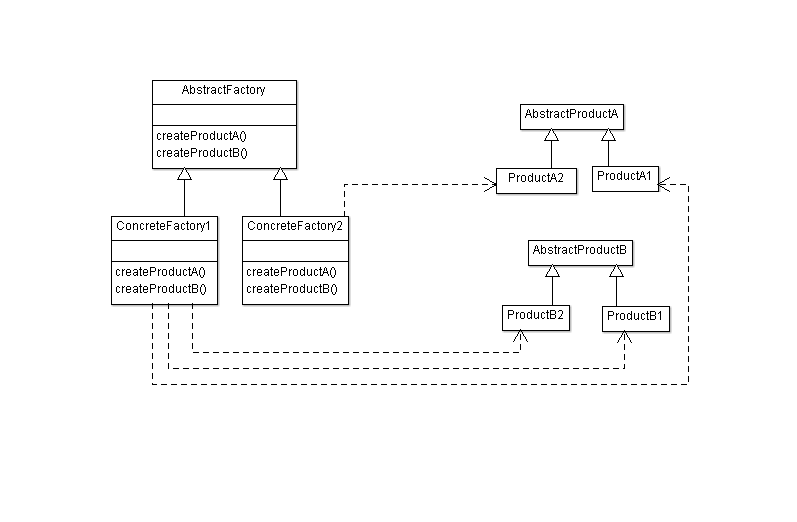 AbstractFactory
createProductA()
createProductB()
ConcreteFactory1
createProductA()
createProductB()
ConcreteFactory2
createProductA()
createProductB()
AbstractProductA
ProductA2
ProductA1
AbstractProductB
ProductB2
ProductB1